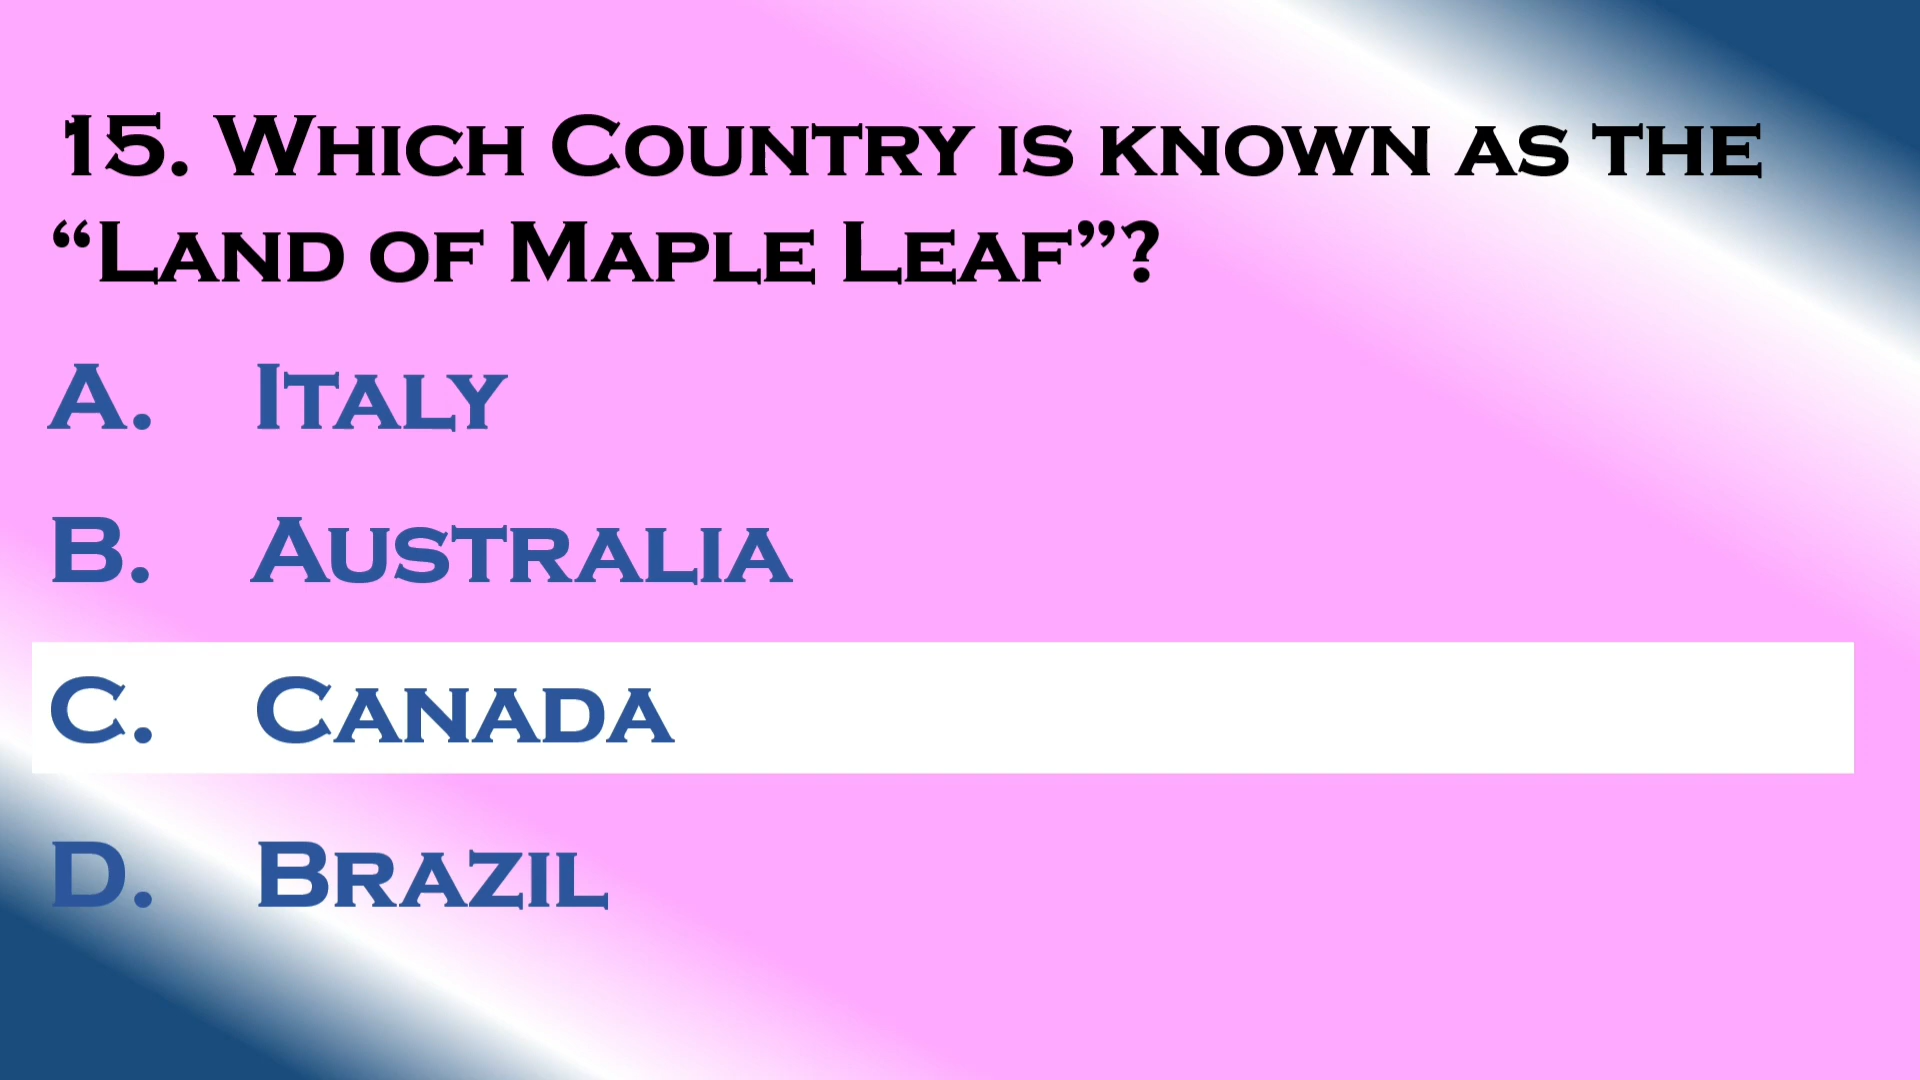 15. Which Country is known as the
“Land of Maple Leaf”?
A. Italy
B. Australia
C. Canada
D. Brazil